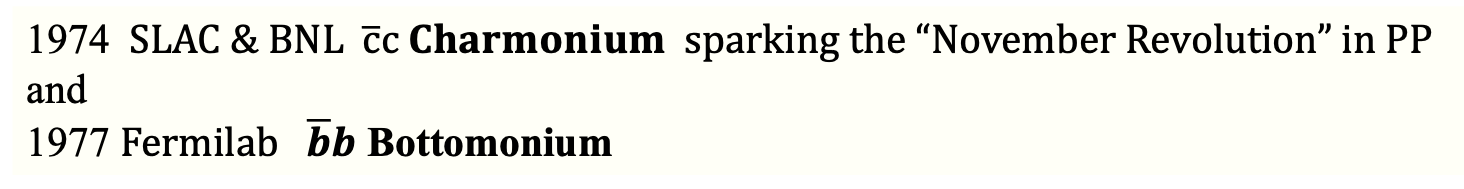 1974 SLAC & BNL c̅c Charmonium sparking the “November Revolution” in PP
and
1977 Fermilab b̅b Bottomonium